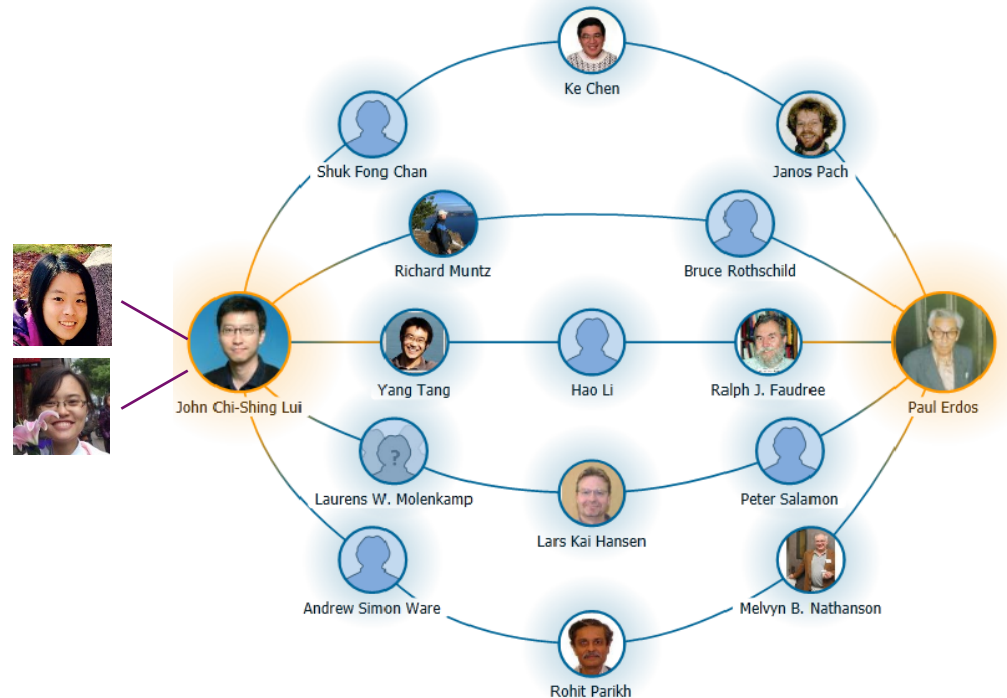 Ke Chen
Shuk Fong Chan
Janos Pach
Richard Muntz
Bruce Rothschild
John Chi-Shing Lui
Yang Tang
Hao Li
Ralph J. Faudree
Paul Erdos
?
Laurens W. Molenkamp
Lars Kai Hansen
Peter Salamon
Andrew Simon Ware
Melvyn B. Nathanson
Rohit Parikh